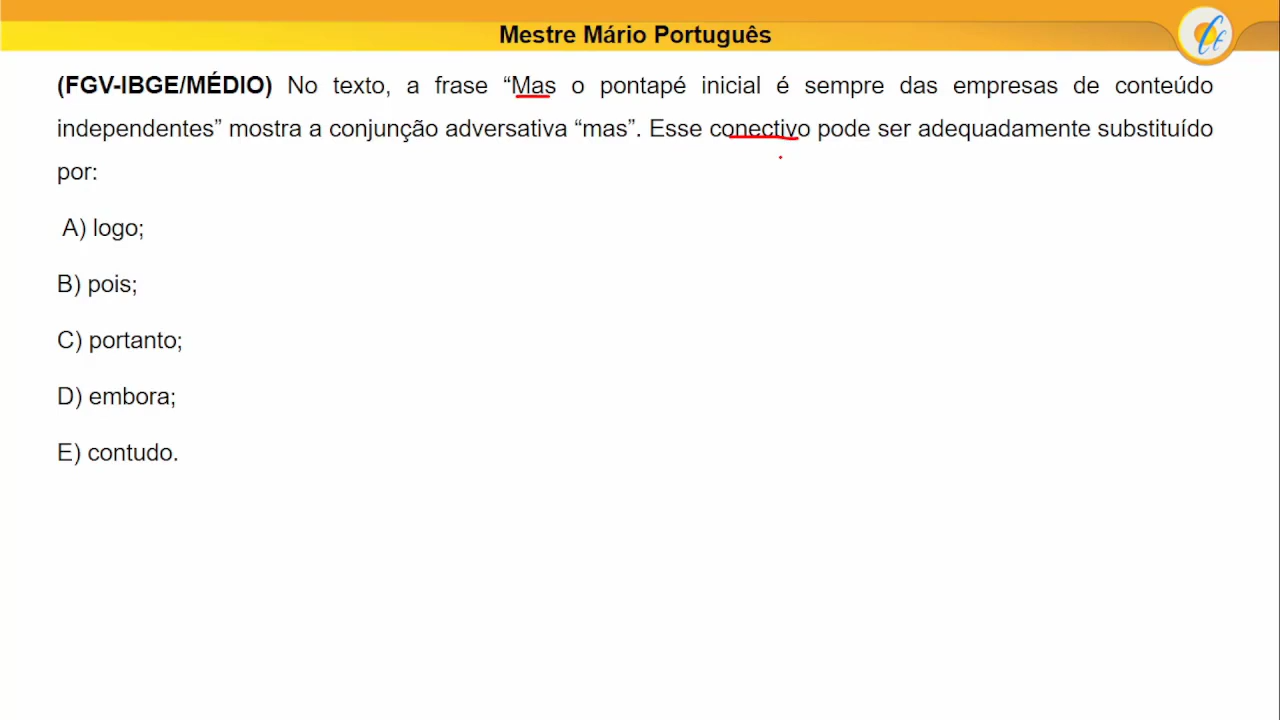 Mestre Mário Português
(FGV-IBGE/MÉDIO) No texto, a frase “Mas o pontapé inicial é sempre das empresas de conteúdo
independentes” mostra a conjunção adversativa “mas”. Esse conectivo pode ser adequadamente substituído
por:
A) logo;
B) pois;
C) portanto;
D) embora;
E) contudo.